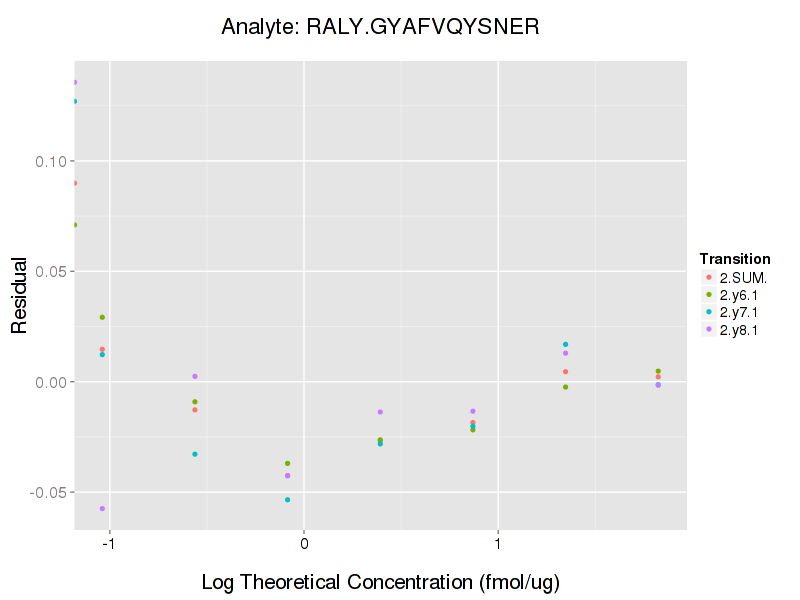 Analyte: RALY.GYAFVQYSNER
0.10
0.05
0.00
-0.05
Residual
-1
0
1
Log Theoretical Concentration (fmol/ug)
Transition
2.SUM.
2.y6.1
2.y7.1
2.y8.1